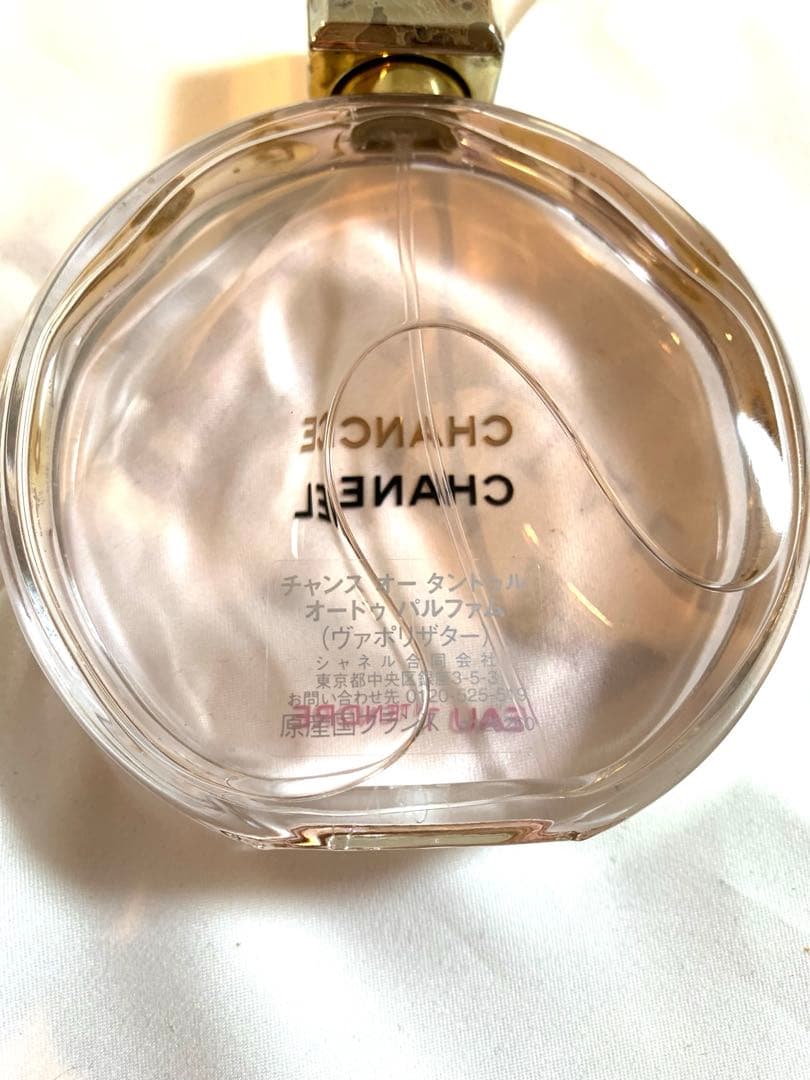 CHANCE
CHANEL
チャンス オー タンドゥル
オードゥ パルファム
(ヴァポリザター)
シャネル合同会社
東京都中央区銀座3-5-3
お問い合わせ先 0120-525-519
原産国フランス
EAU TENDRE